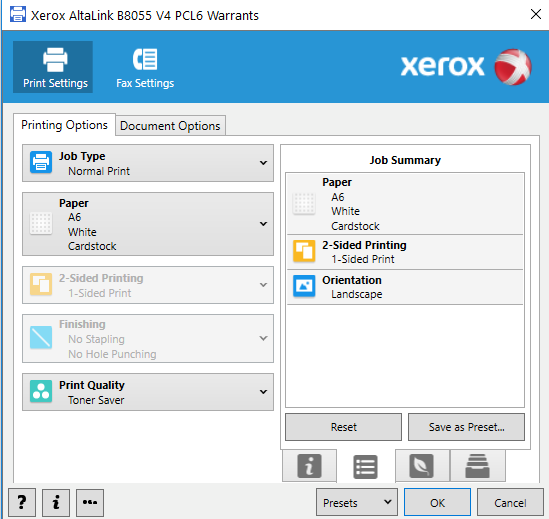 Xerox AltaLink B8055 V4 PCL6 Warrants
Print Settings
Fax Settings
xerox
Printing Options
Document Options
Job Type
Normal Print
Paper
A6
White
Cardstock
2-Sided Printing
1-Sided Print
Finishing
No Stapling
No Hole Punching
Print Quality
Toner Saver
Job Summary
Paper
A6
White
Cardstock
2-Sided Printing
1-Sided Print
Orientation
Landscape
Reset
Save as Preset...
Presets
OK
Cancel